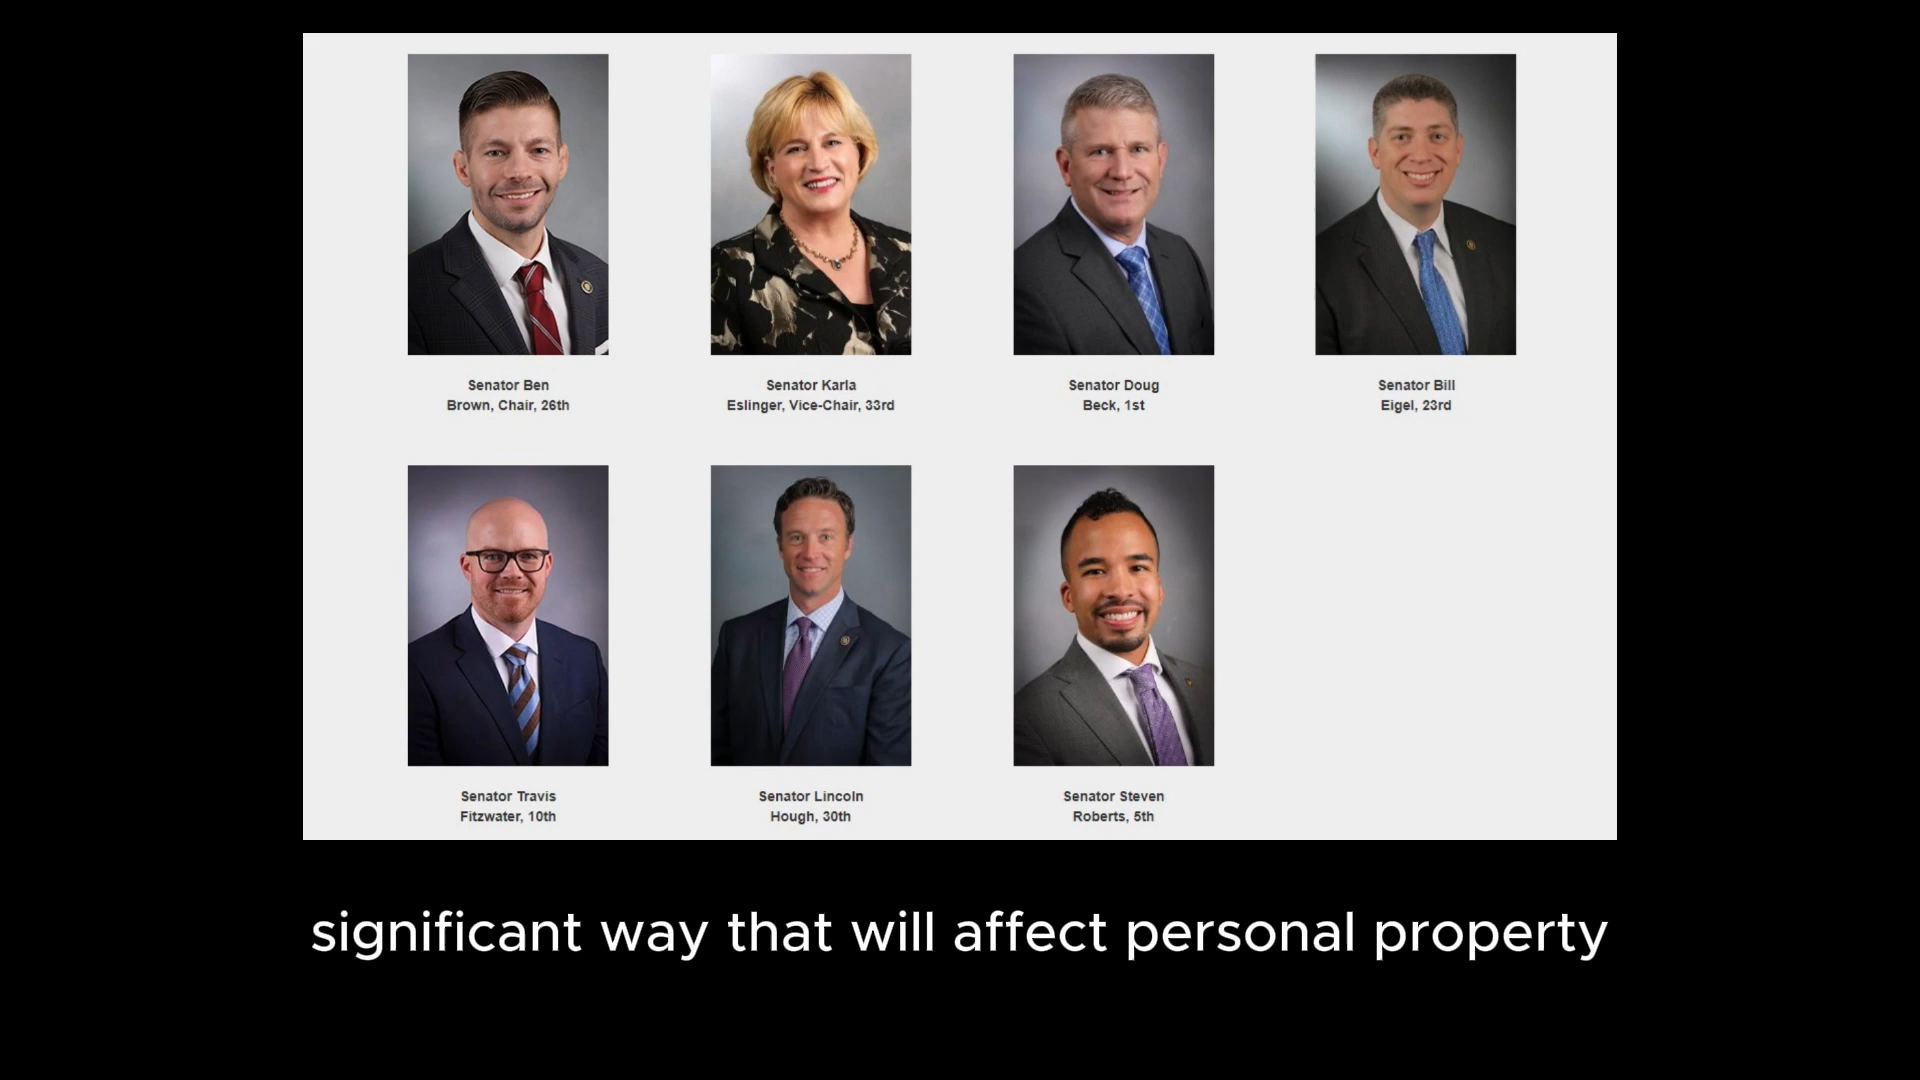 Senator Ben
Brown, Chair, 26th
Senator Karla
Eslinger, Vice-Chair, 33rd
Senator Doug
Beck, 1st
Senator Bill
Eigel, 23rd
Senator Travis
Fitzwater, 10th
Senator Lincoln
Hough, 30th
Senator Steven
Roberts, 5th
significant way that will affect personal property